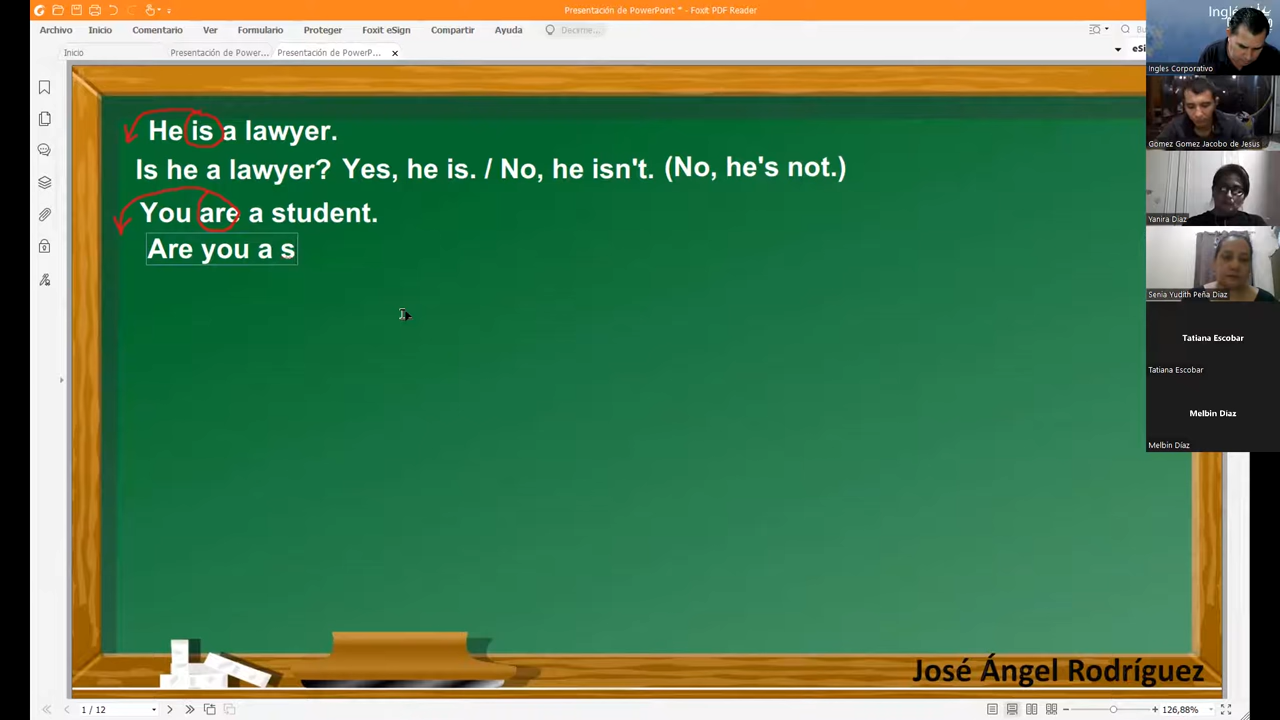 Presentación de PowerPoint * - Foxit PDF Reader
Archivo Inicio Comentario Ver Formulario Proteger Foxit eSign Compartir Ayuda Decirme...
Inicio Presentación de Power... Presentación de PowerP...
He is a lawyer.
Is he a lawyer? Yes, he is. / No, he isn't. (No, he's not.)
You are a student.
Are you a s
José Ángel Rodríguez
1 / 12
126,88%
Ingles Corporativo
Gómez Gomez Jacobo de Jesus
Yanira Diaz
Senia Yudith Peña Diaz
Tatiana Escobar
Tatiana Escobar
Melbin Diaz
Melbin Díaz